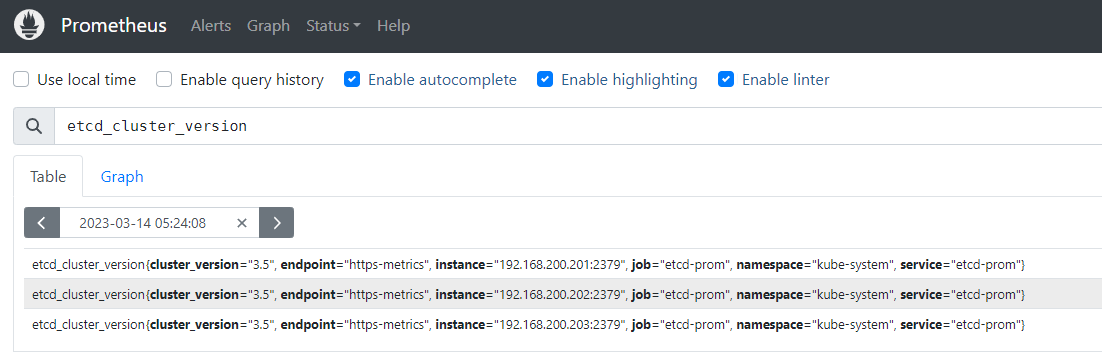 Prometheus Alerts Graph Status Help
Use local time Enable query history Enable autocomplete Enable highlighting Enable linter
etcd_cluster_version
Table Graph
2023-03-14 05:24:08
etcd_cluster_version{cluster_version="3.5", endpoint="https-metrics", instance="192.168.200.201:2379", job="etcd-prom", namespace="kube-system", service="etcd-prom"}
etcd_cluster_version{cluster_version="3.5", endpoint="https-metrics", instance="192.168.200.202:2379", job="etcd-prom", namespace="kube-system", service="etcd-prom"}
etcd_cluster_version{cluster_version="3.5", endpoint="https-metrics", instance="192.168.200.203:2379", job="etcd-prom", namespace="kube-system", service="etcd-prom"}